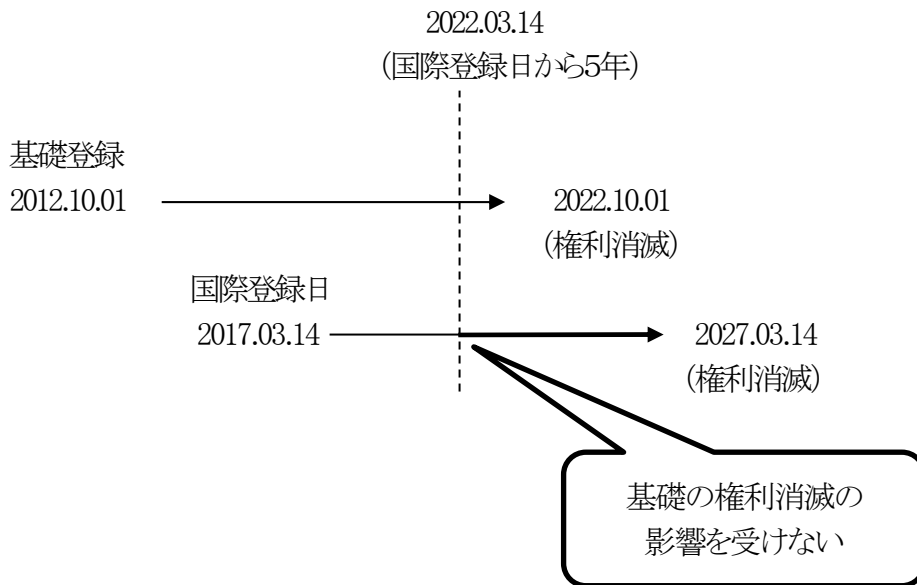 2022.03.14
(国際登録日から5年)
基礎登録
2012.10.01
2022.10.01
(権利消滅)
国際登録日
2017.03.14
2027.03.14
(権利消滅)
基礎の権利消滅の
影響を受けない